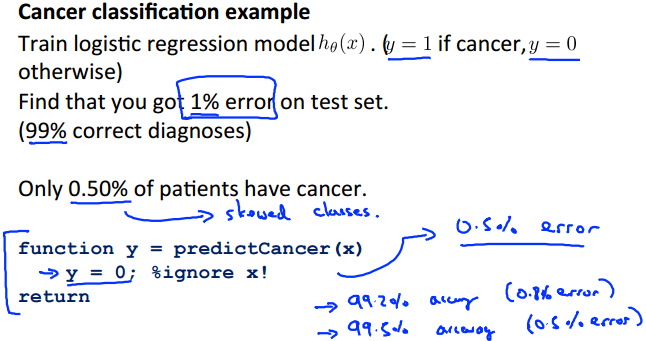 Cancer classification example
Train logistic regression model hθ(x) . (y = 1 if cancer, y = 0
otherwise)
Find that you got 1% error on test set.
(99% correct diagnoses)
Only 0.50% of patients have cancer.
skewed classes.
function y = predictCancer(x)
0.5% error
y = 0; %ignore x!
return
99.2% accuracy (0.8% error)
99.5% accuracy (0.5% error)